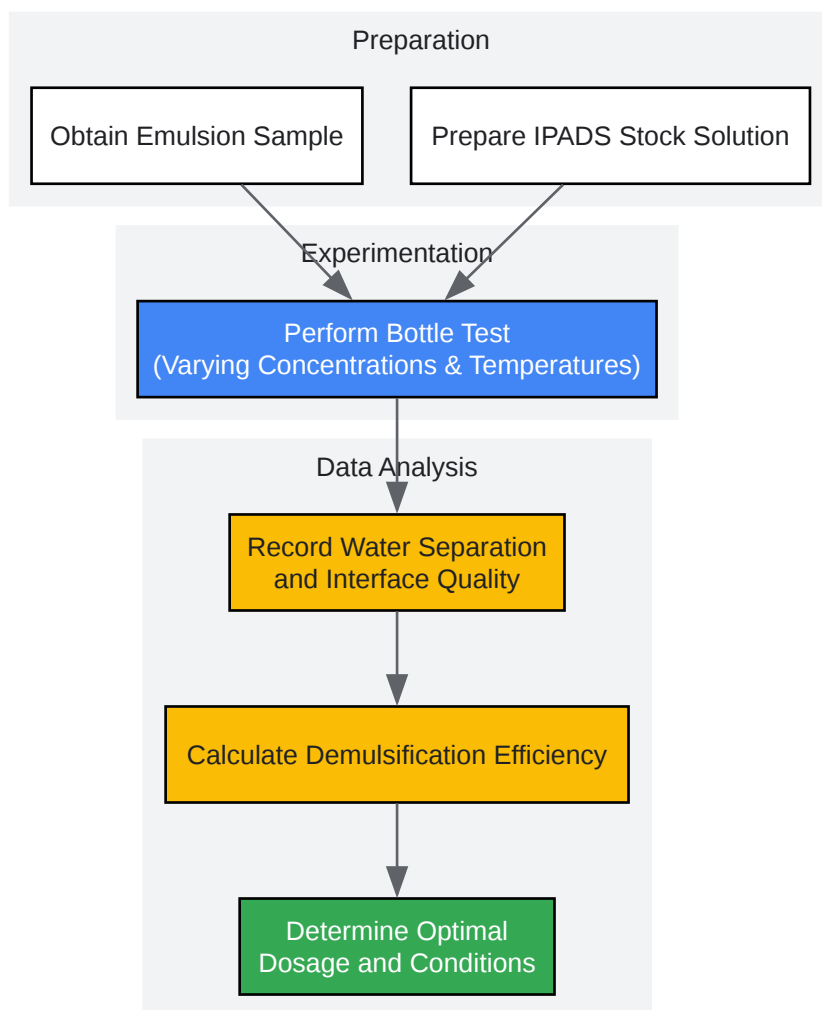 Preparation
Obtain Emulsion Sample
Prepare IPADS Stock Solution
Experimentation
Perform Bottle Test
(Varying Concentrations & Temperatures)
Data Analysis
Record Water Separation
and Interface Quality
Calculate Demulsification Efficiency
Determine Optimal
Dosage and Conditions